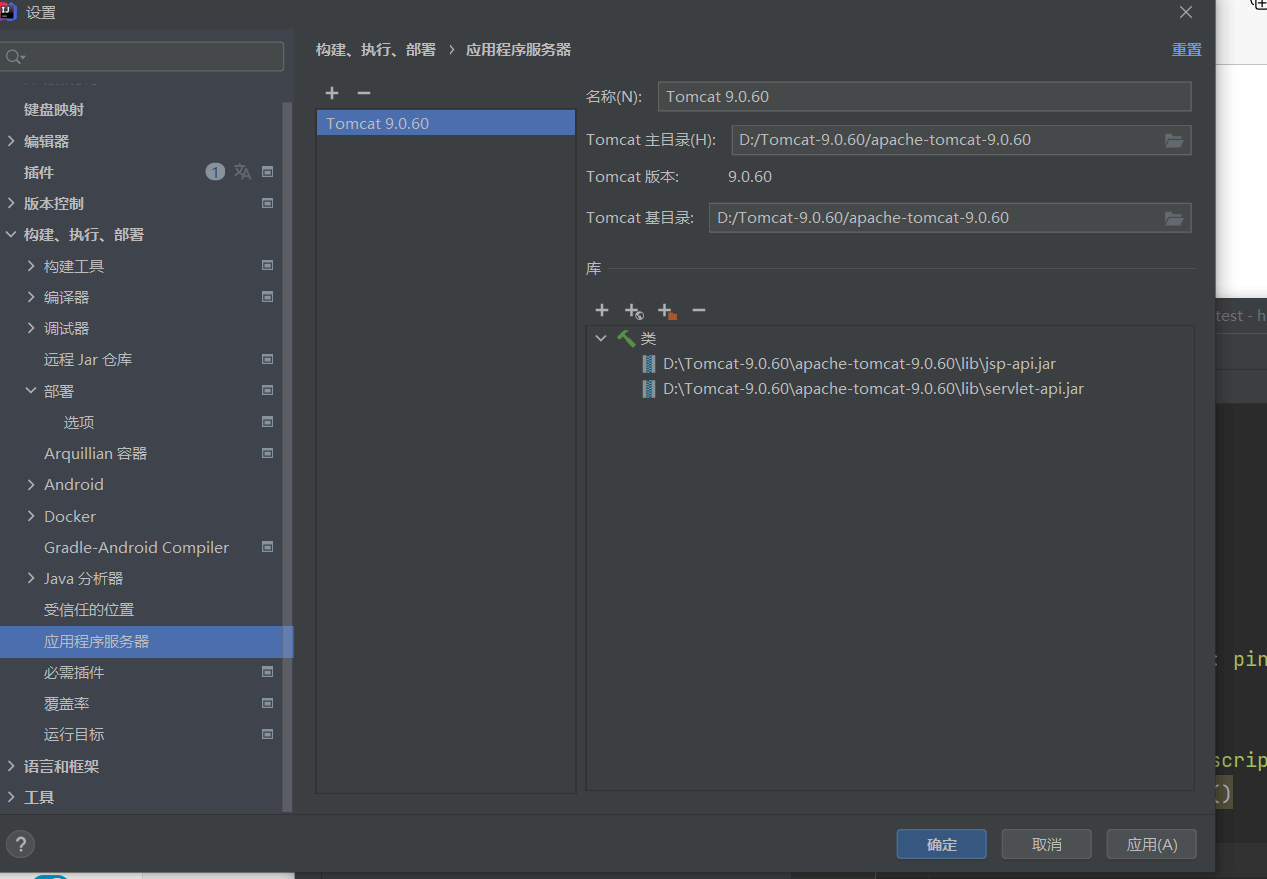 设置
键盘映射
编辑器
插件
1
版本控制
构建、执行、部署
构建工具
编译器
调试器
远程 Jar 仓库
部署
选项
Arquillian 容器
Android
Docker
Gradle-Android Compiler
Java 分析器
受信任的位置
应用程序服务器
必需插件
覆盖率
运行目标
语言和框架
工具
构建、执行、部署 › 应用程序服务器
重置
Tomcat 9.0.60
名称(N): Tomcat 9.0.60
Tomcat 主目录(H): D:/Tomcat-9.0.60/apache-tomcat-9.0.60
Tomcat 版本: 9.0.60
Tomcat 基目录: D:/Tomcat-9.0.60/apache-tomcat-9.0.60
库
类
D:\Tomcat-9.0.60\apache-tomcat-9.0.60\lib\jsp-api.jar
D:\Tomcat-9.0.60\apache-tomcat-9.0.60\lib\servlet-api.jar
?
确定
取消
应用(A)
test - h
: pin
scrip
()